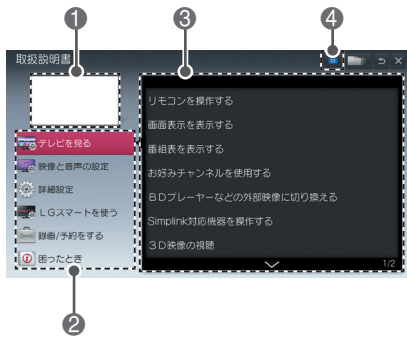 1
3
4
取扱説明書
テレビを見る
映像と音声の設定
詳細設定
LGスマートを使う
録画/予約をする
困ったとき
リモコンを操作する
画面表示を表示する
番組表を表示する
お好みチャンネルを使用する
BDプレーヤーなどの外部映像に切り換える
Simplink対応機器を操作する
3D映像の視聴
1/2
2